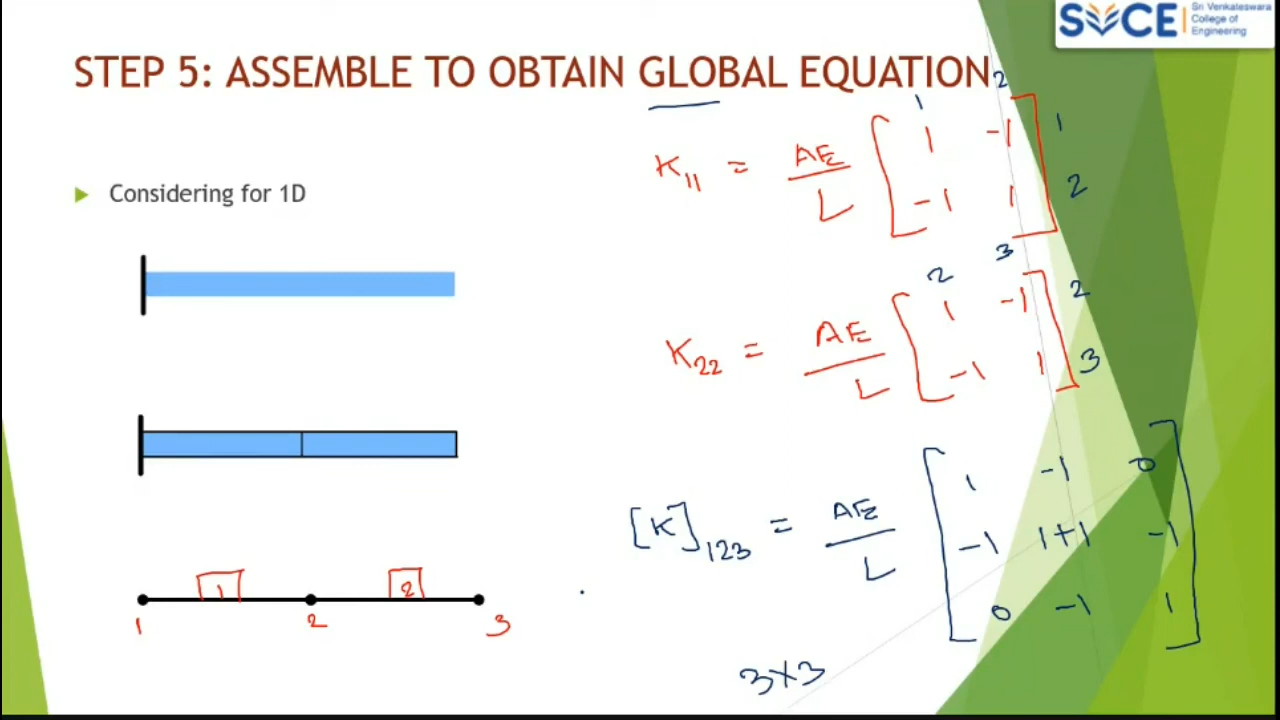 SVCE Sri Venkateswara
College of
Engineering
STEP 5: ASSEMBLE TO OBTAIN GLOBAL EQUATION
Considering for 1D
1 2
K11 = AE/L [ 1 -1 ] 1
[ -1 1 ] 2
2 3
K22 = AE/L [ 1 -1 ] 2
[ -1 1 ] 3
[K]123 = AE/L [ 1 -1 0 ]
[ -1 1+1 -1 ]
[ 0 -1 1 ]
1 2
1 2 3
3x3